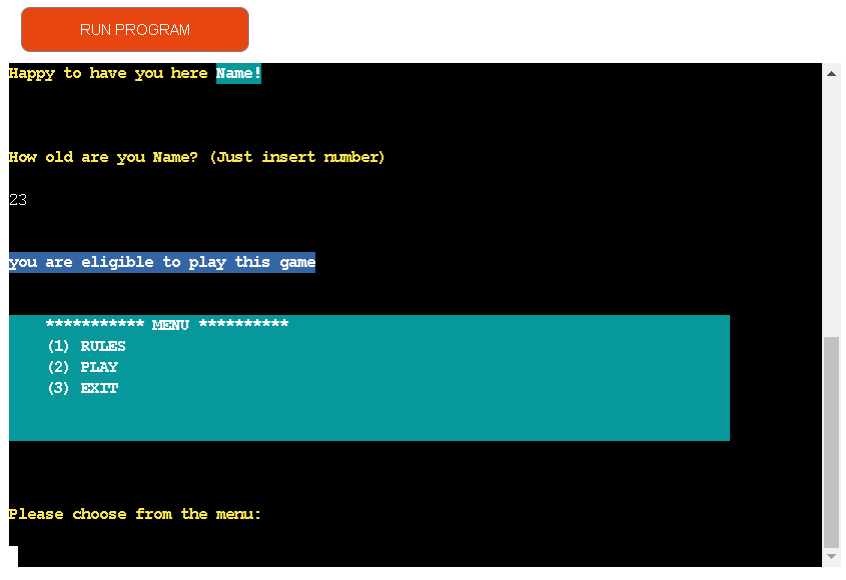 RUN PROGRAM
Happy to have you here Name!
How old are you Name? (Just insert number)
23
you are eligible to play this game
*********** MENU **********
(1) RULES
(2) PLAY
(3) EXIT
Please choose from the menu: